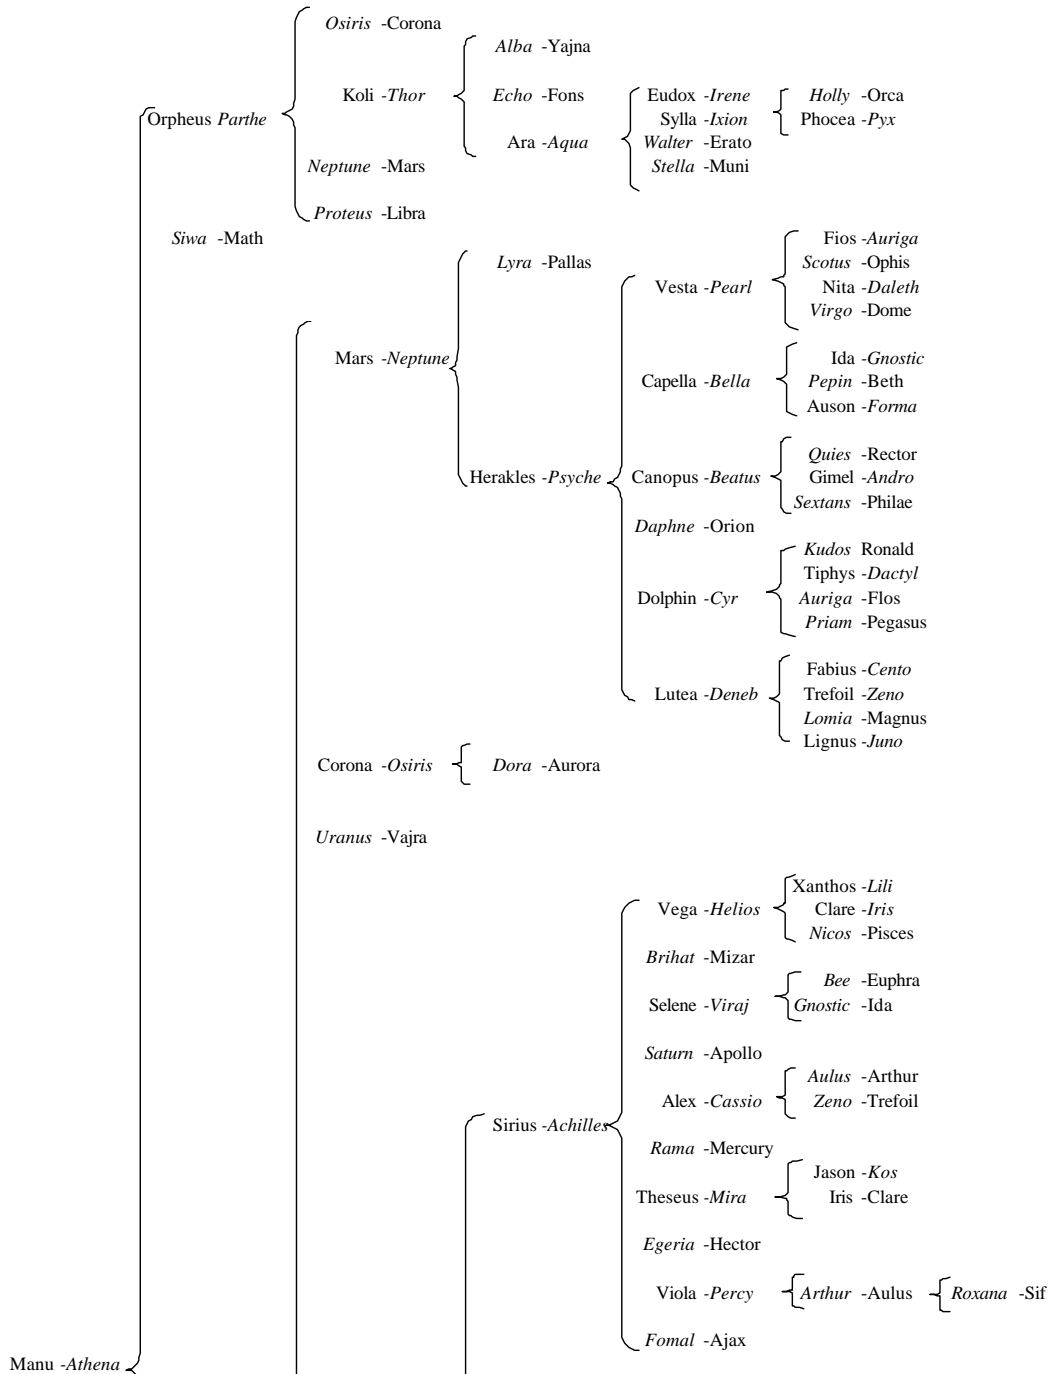 Osiris -Corona
Alba -Yajna
Koli -Thor
Echo -Fons
Eudox -Irene
Holly -Orca
Orpheus Parthe
Sylla -Ixion
Phocea -Pyx
Ara -Aqua
Walter -Erato
Neptune -Mars
Stella -Muni
Proteus -Libra
Siwa -Math
Fios -Auriga
Lyra -Pallas
Scotus -Ophis
Vesta -Pearl
Nita -Daleth
Virgo -Dome
Mars -Neptune
Ida -Gnostic
Capella -Bella
Pepin -Beth
Auson -Forma
Quies -Rector
Herakles -Psyche
Canopus -Beatus
Gimel -Andro
Sextans -Philae
Daphne -Orion
Kudos Ronald
Tiphys -Dactyl
Dolphin -Cyr
Auriga -Flos
Priam -Pegasus
Fabius -Cento
Lutea -Deneb
Trefoil -Zeno
Lomia -Magnus
Lignus -Juno
Corona -Osiris
Dora -Aurora
Uranus -Vajra
Xanthos -Lili
Vega -Helios
Clare -Iris
Nicos -Pisces
Brihat -Mizar
Bee -Euphra
Selene -Viraj
Gnostic -Ida
Saturn -Apollo
Aulus -Arthur
Alex -Cassio
Zeno -Trefoil
Sirius -Achilles
Rama -Mercury
Jason -Kos
Theseus -Mira
Iris -Clare
Egeria -Hector
Viola -Percy
Arthur -Aulus
Roxana -Sif
Fomal -Ajax
Manu -Athena